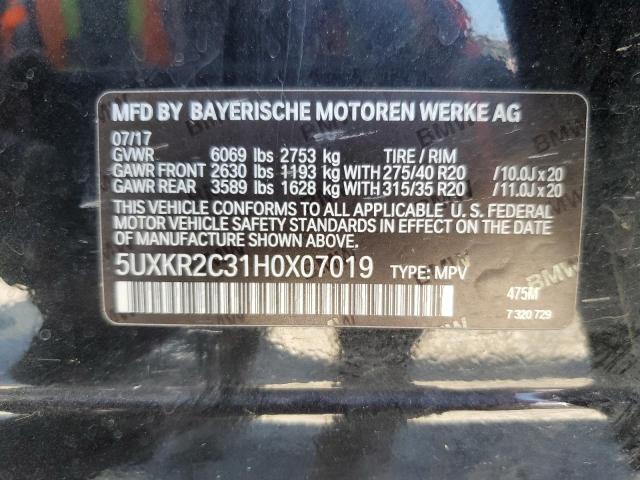 MFD BY BAYERISCHE MOTOREN WERKE AG
07/17
GVWR 6069 lbs 2753 kg TIRE / RIM
GAWR FRONT 2630 lbs 1193 kg WITH 275/40 R20 /10.0J x 20
GAWR REAR 3589 lbs 1628 kg WITH 315/35 R20 /11.0J x 20
THIS VEHICLE CONFORMS TO ALL APPLICABLE U. S. FEDERAL
MOTOR VEHICLE SAFETY STANDARDS IN EFFECT ON THE DATE
OF MANUFACTURE SHOWN ABOVE.
5UXKR2C31H0X07019 TYPE: MPV
475M
7 320 729